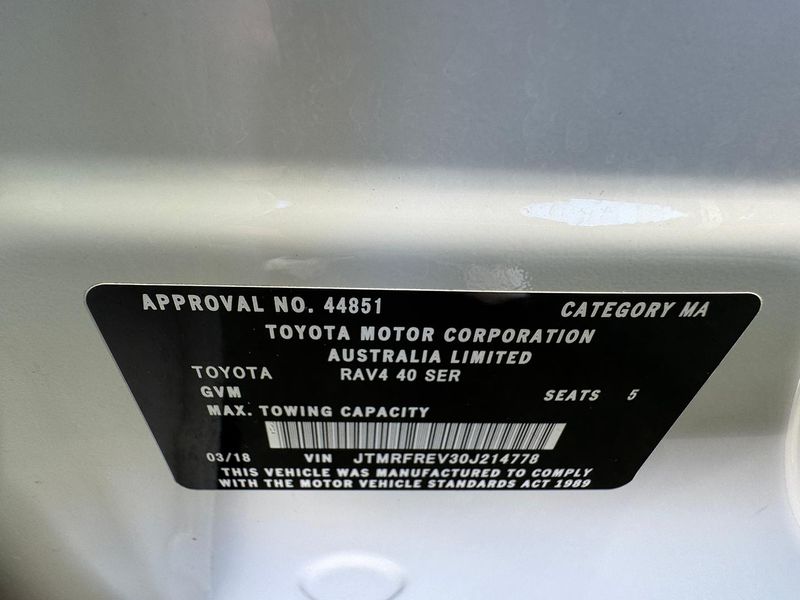 APPROVAL NO. 44851 CATEGORY MA
TOYOTA MOTOR CORPORATION
AUSTRALIA LIMITED
TOYOTA RAV4 40 SER
GVM SEATS 5
MAX. TOWING CAPACITY
03/18 VIN JTMRFREV30J214778
THIS VEHICLE WAS MANUFACTURED TO COMPLY
WITH THE MOTOR VEHICLE STANDARDS ACT 1989